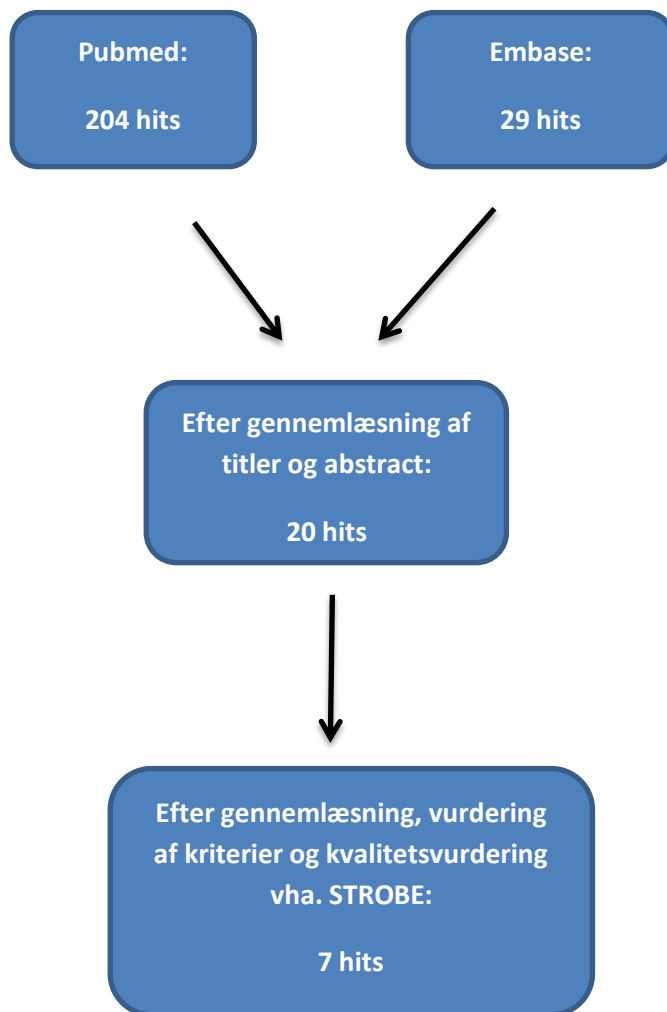 Pubmed:
204 hits
Embase:
29 hits
Efter gennemlæsning af
titler og abstract:
20 hits
Efter gennemlæsning, vurdering
af kriterier og kvalitetsvurdering
vha. STROBE:
7 hits